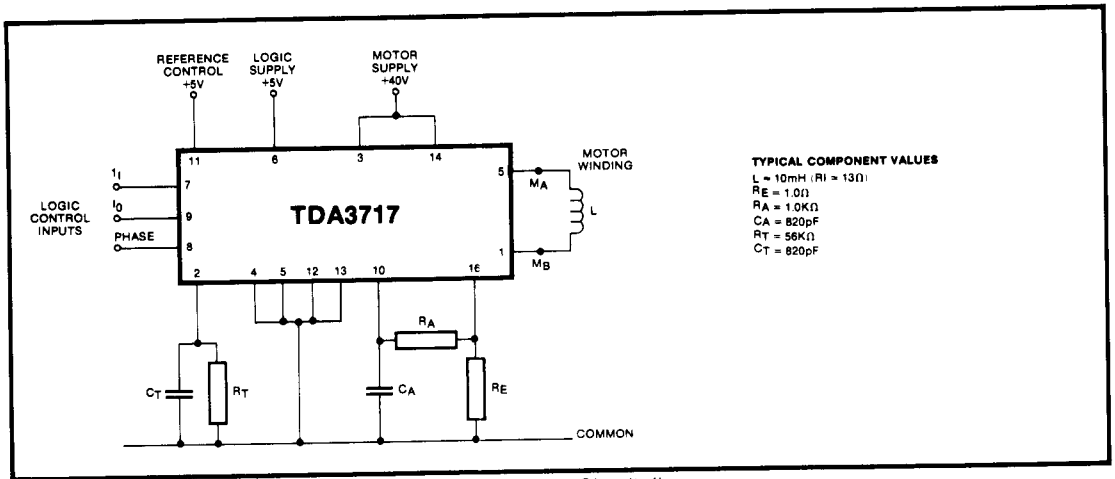 REFERENCE
CONTROL
+5V
LOGIC
SUPPLY
+5V
MOTOR
SUPPLY
+40V
11
6
3
14
I1
7
LOGIC
CONTROL
INPUTS
I0
9
PHASE
8
TDA3717
5
MA
MOTOR
WINDING
L
1
MB
2
4
5
12
13
10
16
CT
RT
RA
CA
RE
COMMON
TYPICAL COMPONENT VALUES
L = 10mH (Rl = 13Ω)
RE = 1.0Ω
RA = 1.0KΩ
CA = 820pF
RT = 56KΩ
CT = 820pF